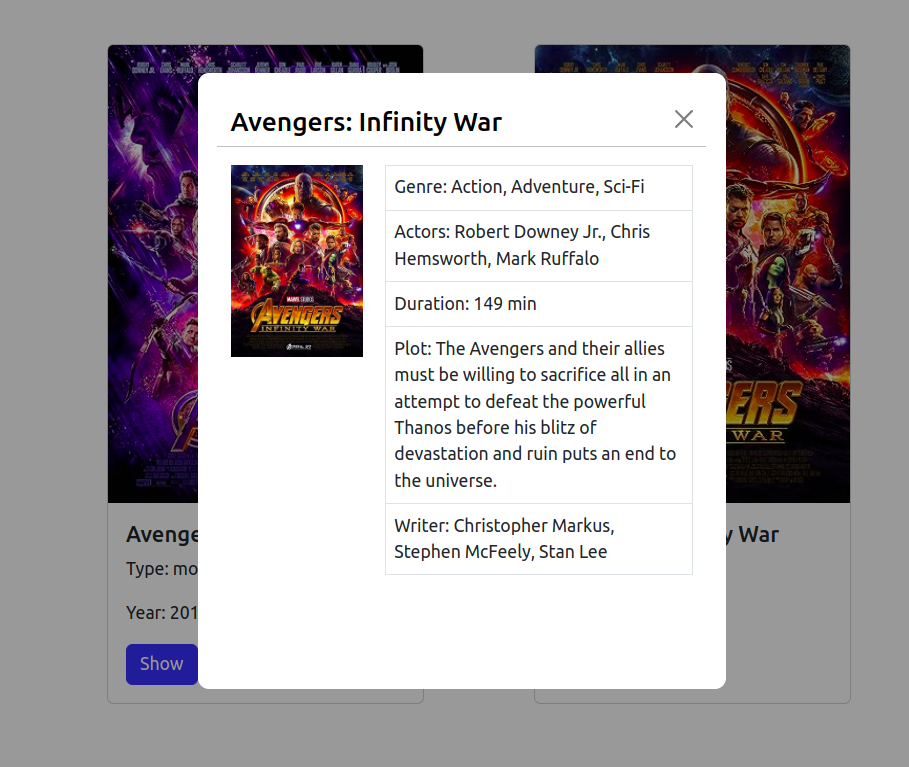 Avengers: Infinity War
Genre: Action, Adventure, Sci-Fi
Actors: Robert Downey Jr., Chris
Hemsworth, Mark Ruffalo
Duration: 149 min
Plot: The Avengers and their allies
must be willing to sacrifice all in an
attempt to defeat the powerful
Thanos before his blitz of
devastation and ruin puts an end to
the universe.
Writer: Christopher Markus,
Stephen McFeely, Stan Lee
MARVEL STUDIOS
AVENGERS
INFINITY WAR
ERS
WAR
Avenge
y War
Type: mo
Year: 201
Show